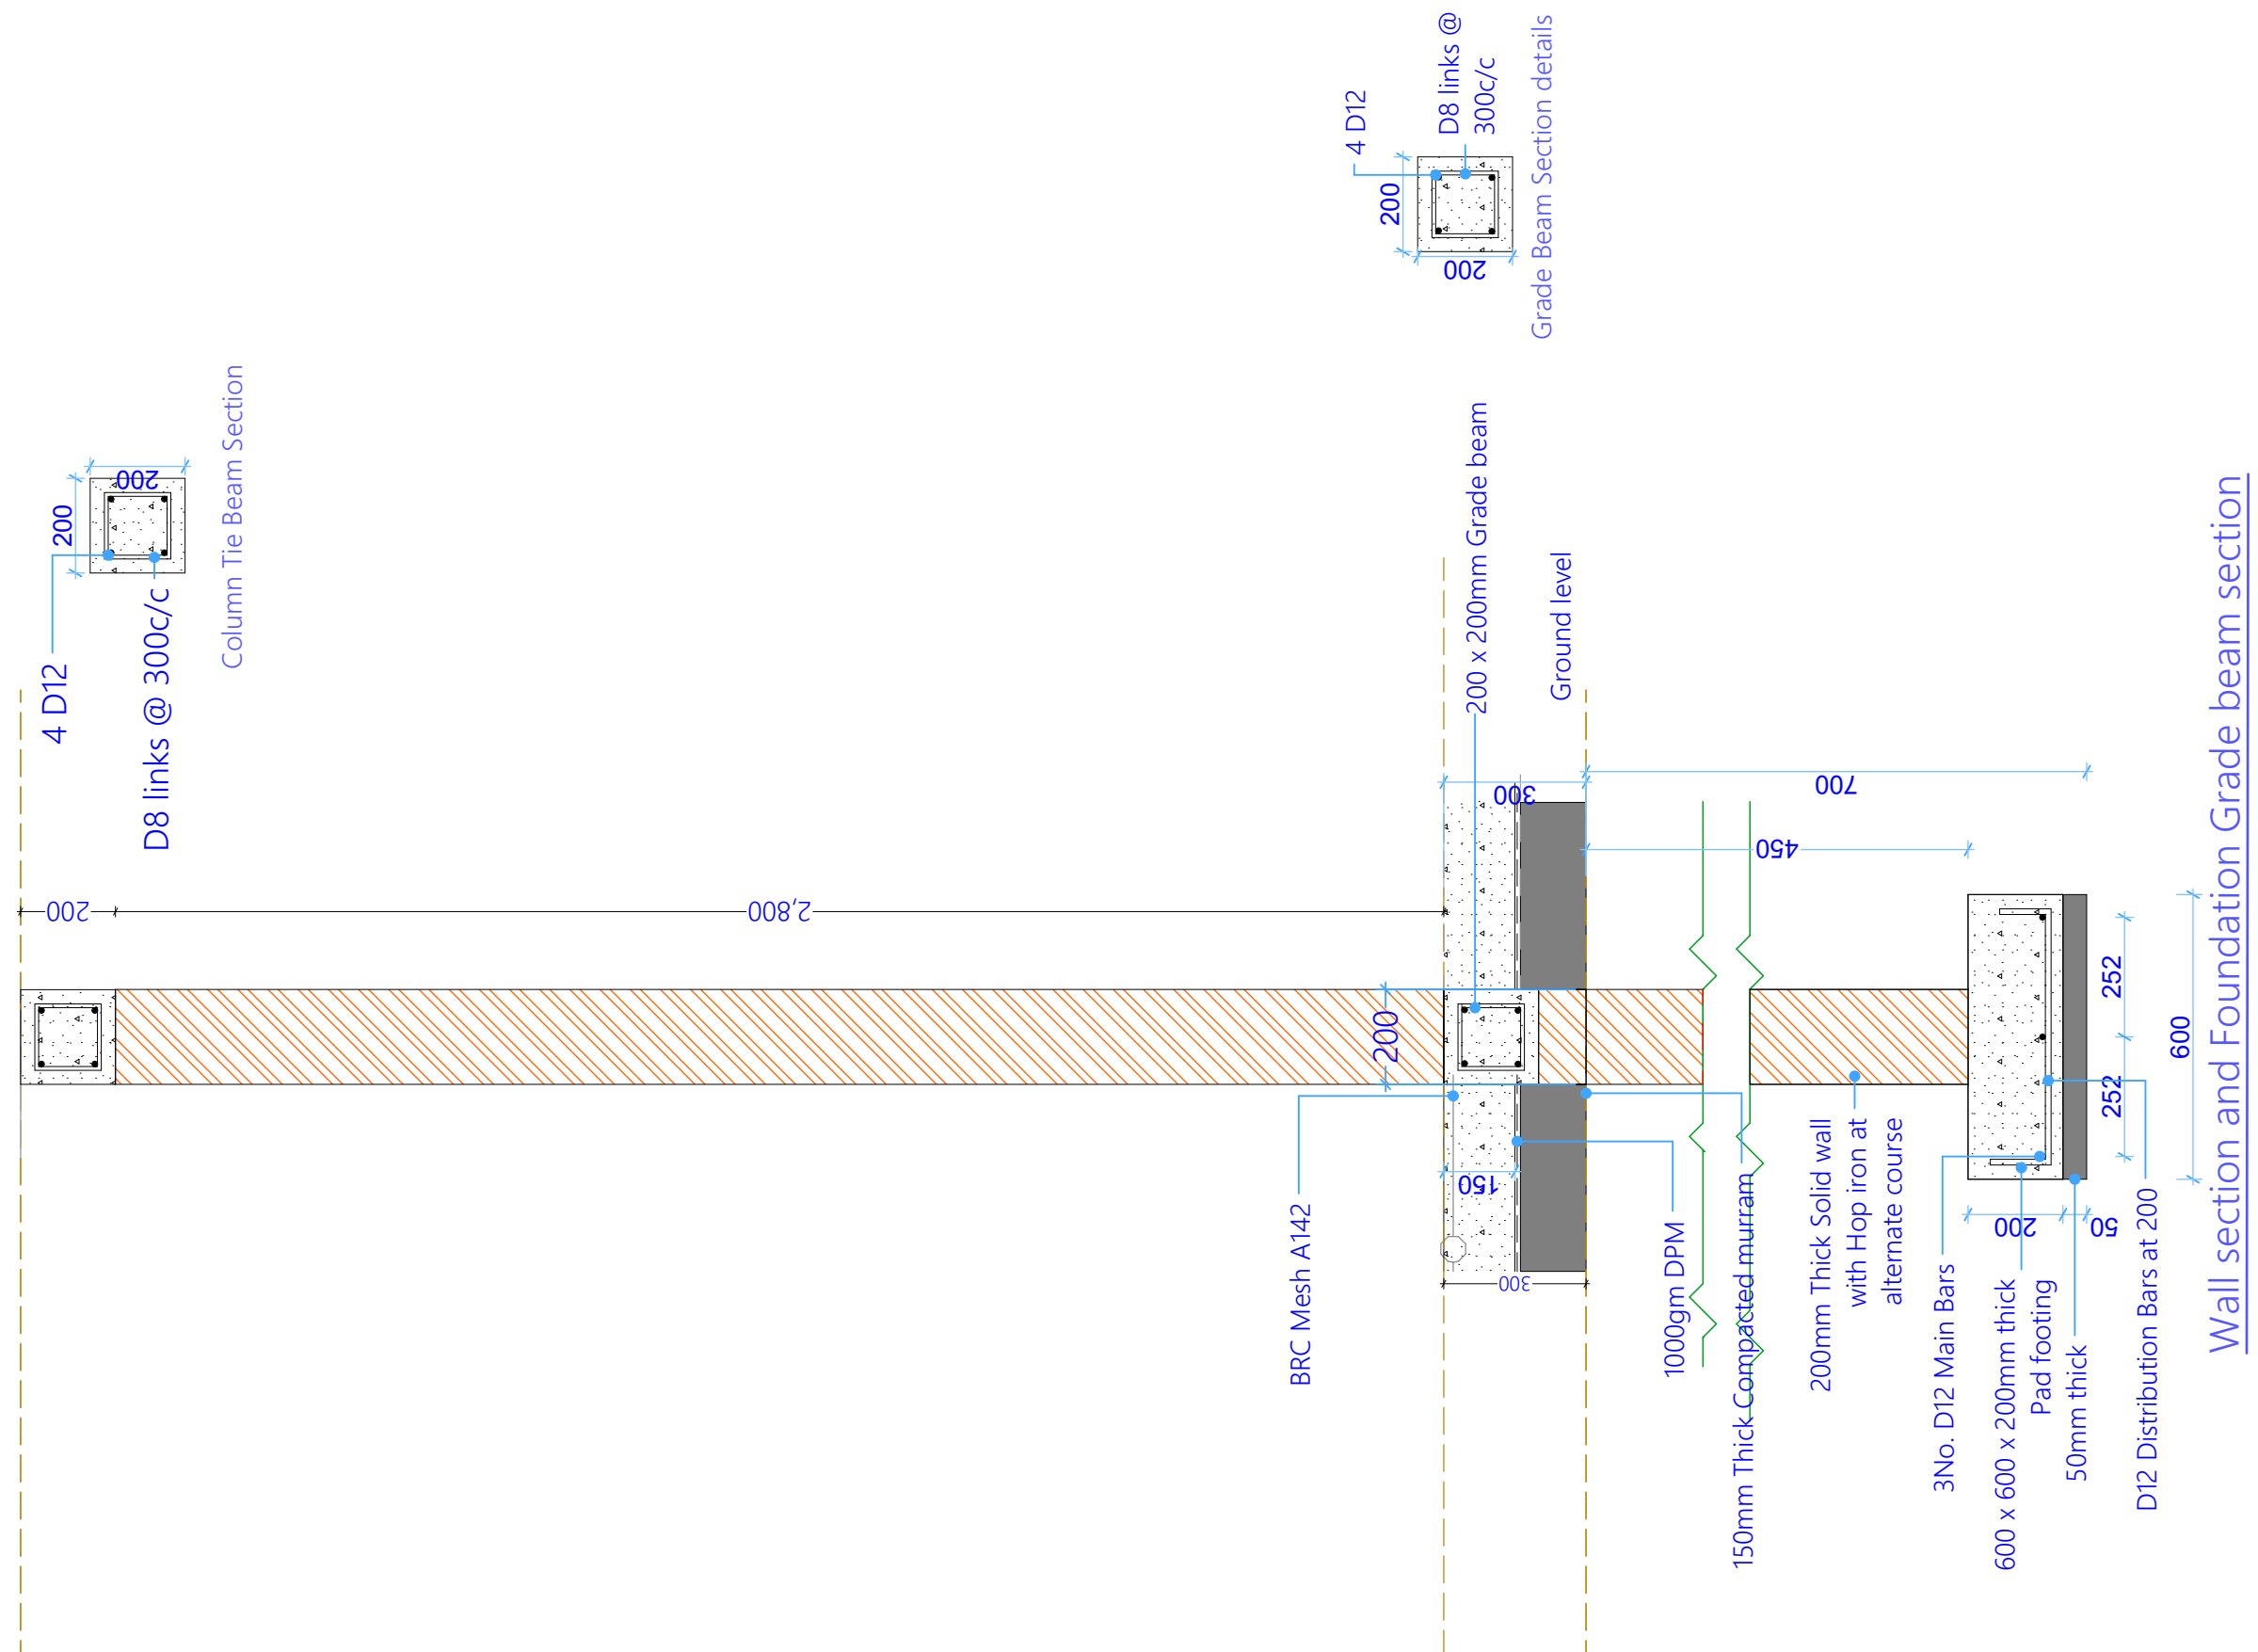 200
4 D12
D8 links @ 300c/c
200
200
Column Tie Beam Section
2,800
4 D12
D8 links @
300c/c
200
200
Grade Beam Section details
200 x 200mm Grade beam
Ground level
200
300
BRC Mesh A142
150
300
1000gm DPM
150mm Thick Compacted murram
700
450
200mm Thick Solid wall
with Hop iron at
alternate course
3No. D12 Main Bars
600 x 600 x 200mm thick
Pad footing
50mm thick
D12 Distribution Bars at 200
200
50
252
252
600
Wall section and Foundation Grade beam section